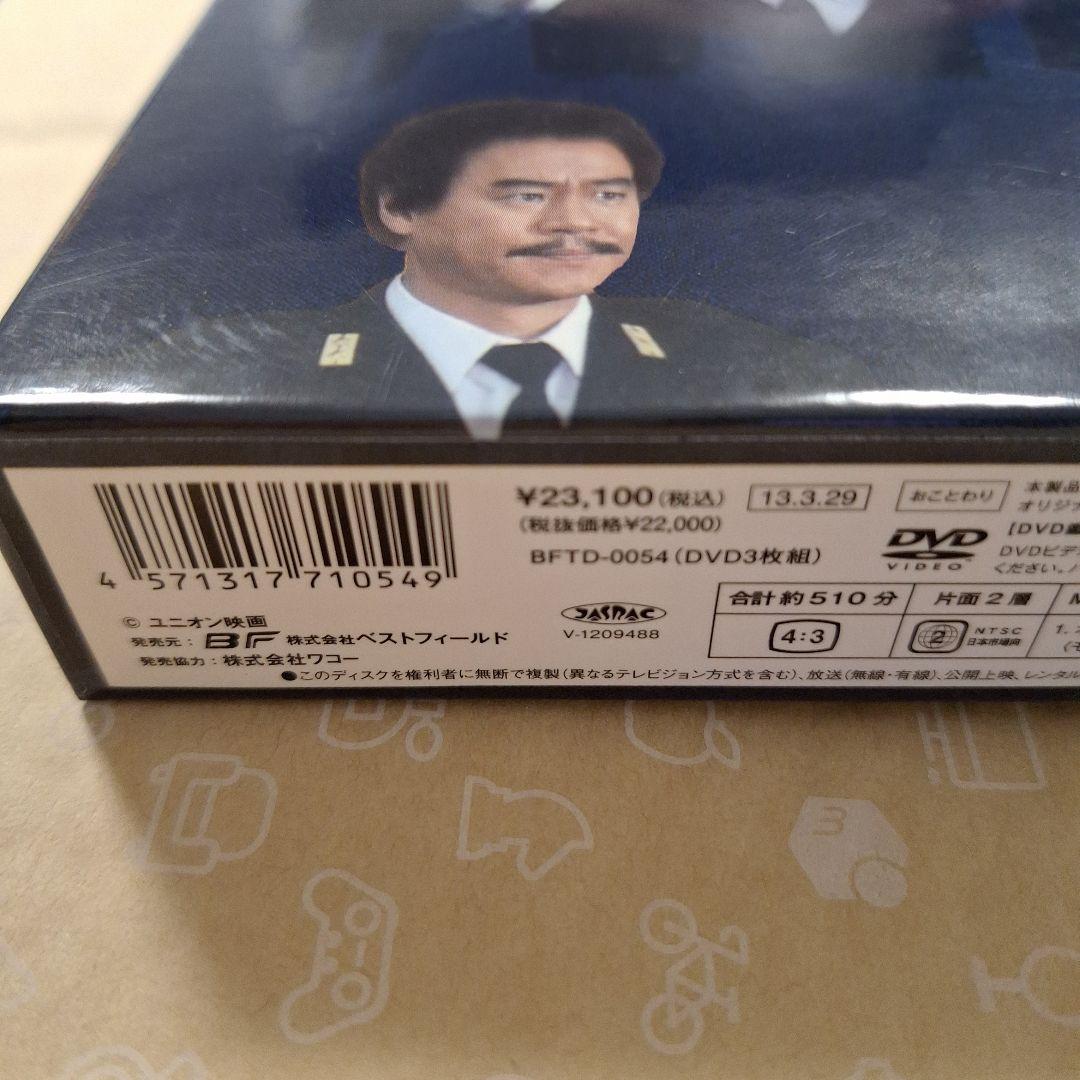 4 571317 710549
¥23,100(税込) 13.3.29 おことわり
(税抜価格¥22,000)
BFTD-0054(DVD3枚組)
DVD VIDEO
本製品
オリジナ
[DVD
DVDビデ
ください。
© ユニオン映画
発売元: BF 株式会社ベストフィールド
発売協力: 株式会社ワコー
JASRAC
V-1209488
合計約510分 片面2層
4:3 2 NTSC 日本市場向
●このディスクを権利者に無断で複製(異なるテレビジョン方式を含む)、放送(無線・有線)、公開上映、レンタル
3